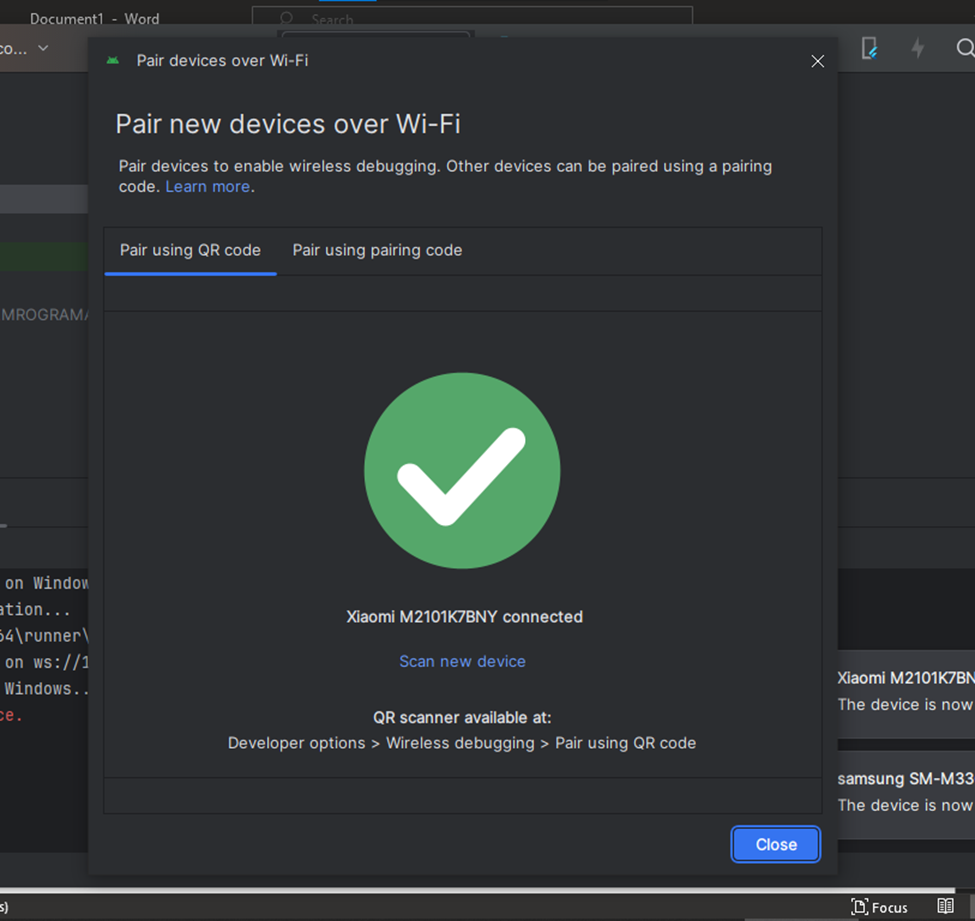 Document1 - Word
Search
co...
Pair devices over Wi-Fi
Pair new devices over Wi-Fi
Pair devices to enable wireless debugging. Other devices can be paired using a pairing
code. Learn more.
Pair using QR code
Pair using pairing code
MROGRAMA
Xiaomi M2101K7BNY connected
Scan new device
QR scanner available at:
Developer options > Wireless debugging > Pair using QR code
Close
on Window
ation...
64\runner\
on ws://1
Windows..
ce.
Xiaomi M2101K7BN
The device is now
samsung SM-M33
The device is now
s)
Focus